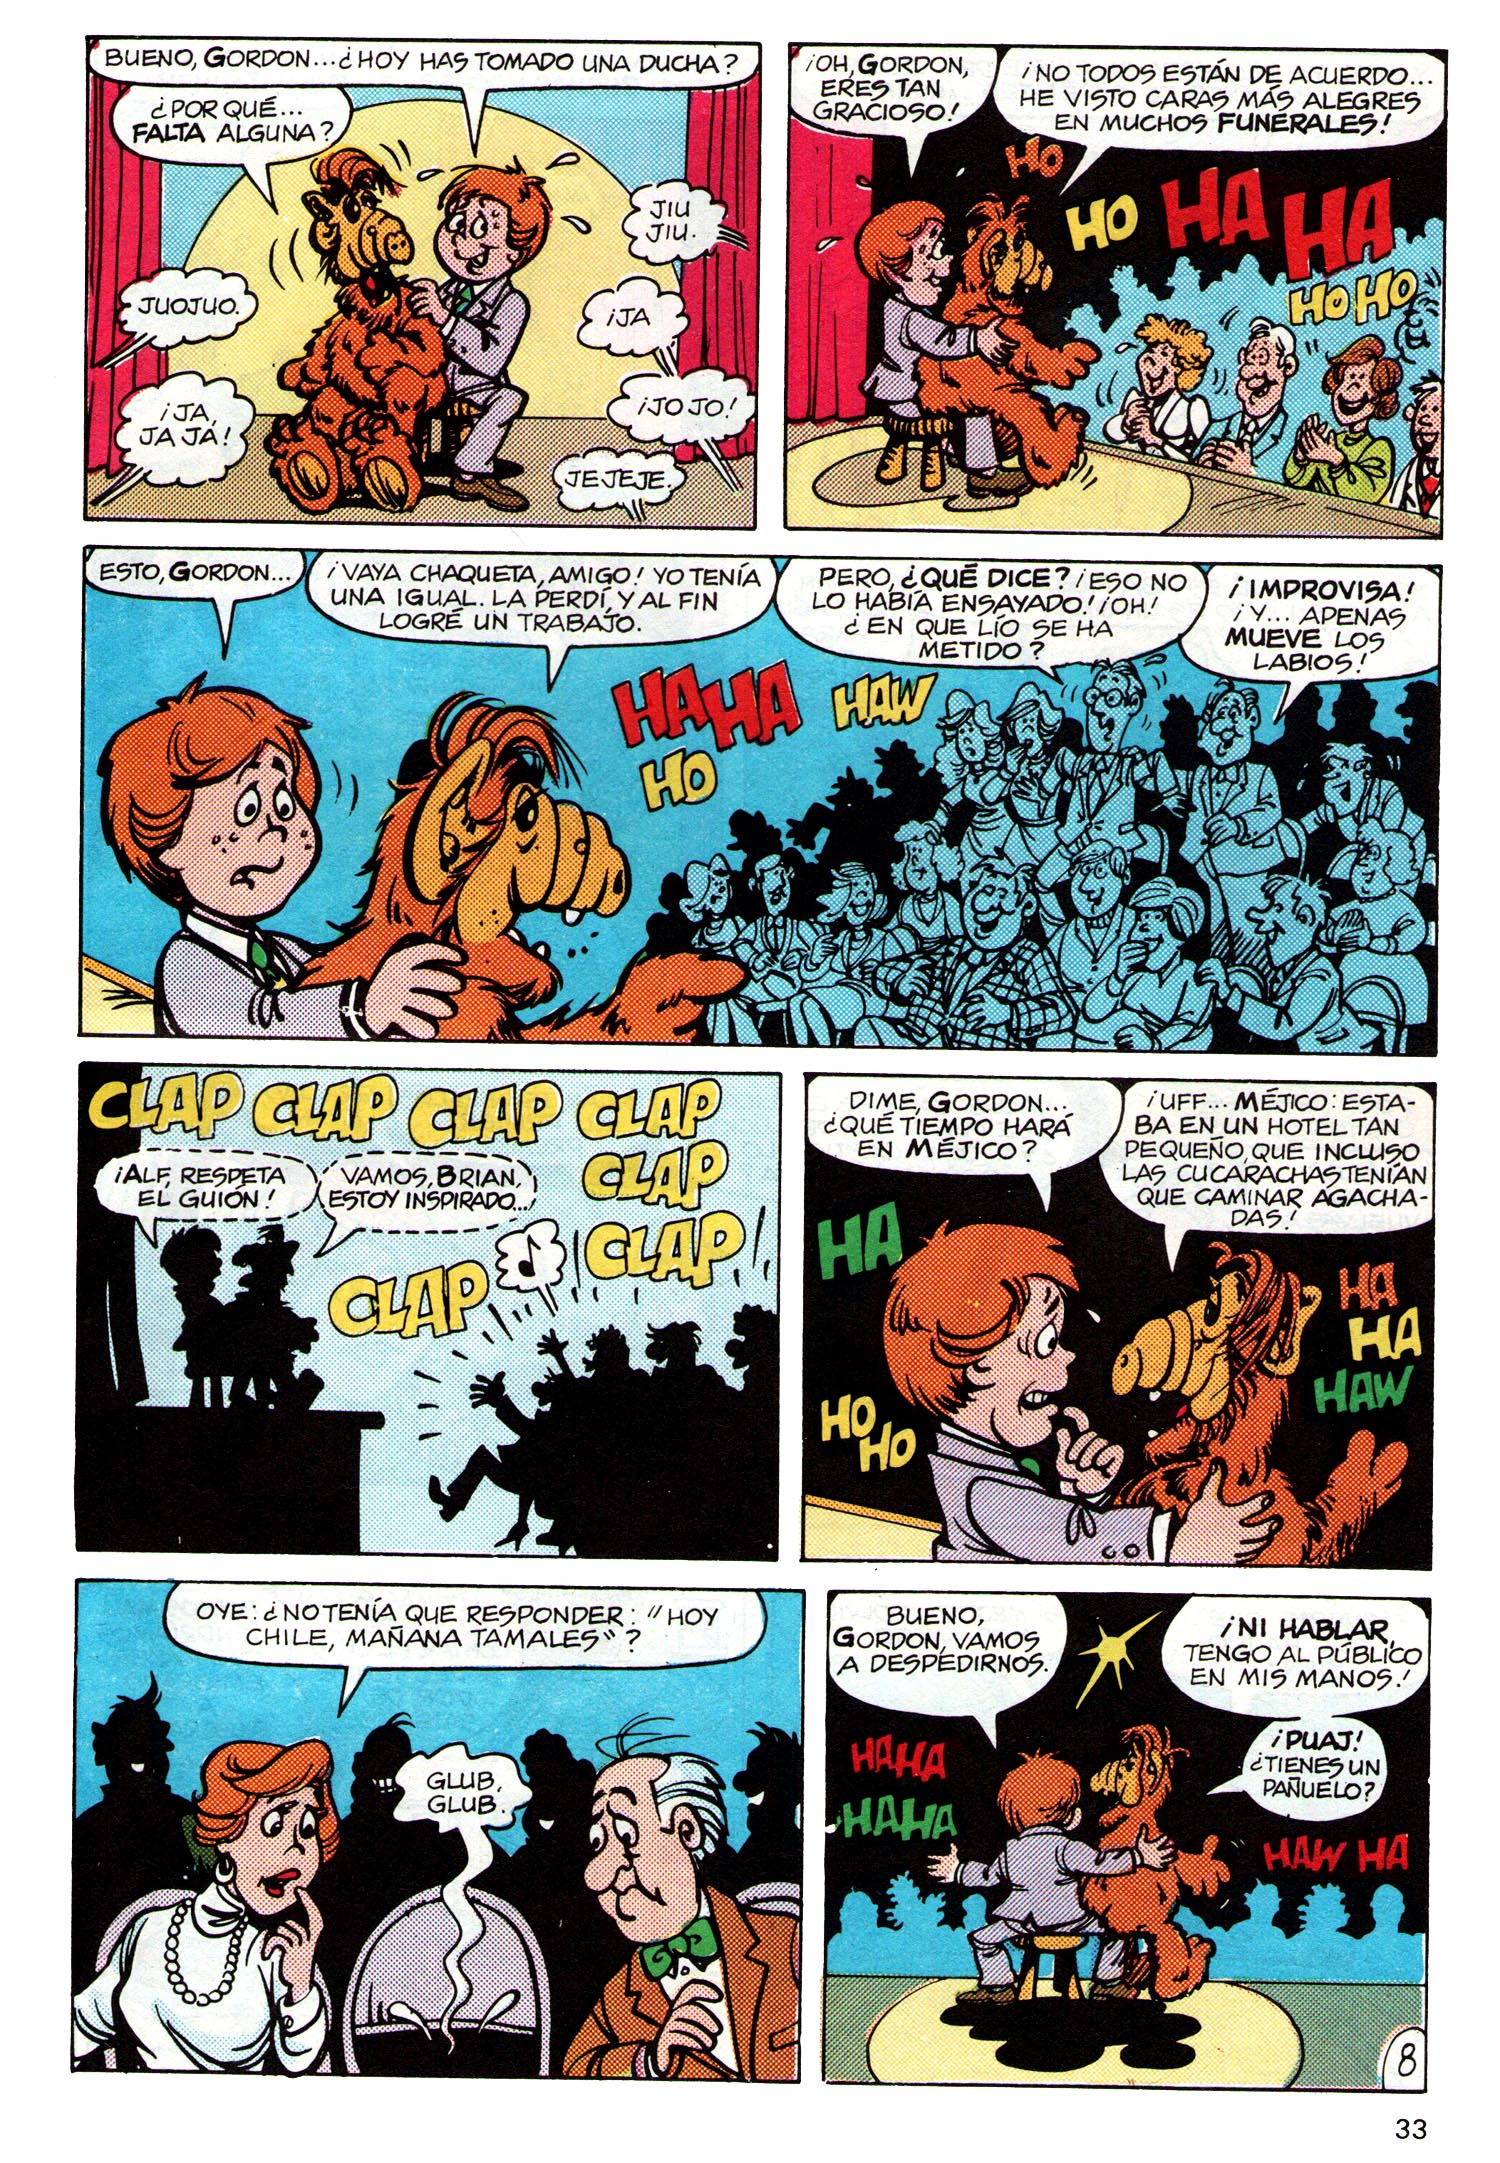 BUENO, GORDON... ¿HOY HAS TOMADO UNA DUCHA?
¿POR QUÉ...
FALTA ALGUNA?
JIU
JIU.
JUOJUO.
¡JA
¡JA,
JA JA!
¡JO JO!
JEJEJE.
¡OH, GORDON,
ERES TAN
GRACIOSO!
¡NO TODOS ESTÁN DE ACUERDO...
HE VISTO CARAS MÁS ALEGRES
EN MUCHOS FUNERALES!
HO
HO HA HA
HO HO
ESTO, GORDON...
¡VAYA CHAQUETA, AMIGO! YO TENÍA
UNA IGUAL. LA PERDÍ, Y AL FIN
LOGRÉ UN TRABAJO.
PERO, ¿QUÉ DICE? ¡ESO NO
LO HABÍA ENSAYADO! ¡OH!
¿EN QUE LÍO SE HA
METIDO?
¡IMPROVISA!
¡Y... APENAS
MUEVE LOS
LABIOS!
HA HA HAW
HO
CLAP CLAP CLAP CLAP
CLAP
CLAP CLAP
¡ALF, RESPETA
EL GUIÓN!
VAMOS, BRIAN,
ESTOY INSPIRADO...!
DIME, GORDON...
¿QUÉ TIEMPO HARÁ
EN MÉJICO?
¡UFF... MÉJICO: ESTA-
BA EN UN HOTEL TAN
PEQUEÑO, QUE INCLUSO
LAS CUCARACHAS TENÍAN
QUE CAMINAR AGACHA-
DAS!
HA
HO
HO
HA
HA
HAW
OYE: ¿NO TENÍA QUE RESPONDER: "HOY
CHILE, MAÑANA TAMALES"?
GLUB,
GLUB.
BUENO,
GORDON, VAMOS
A DESPEDIRNOS.
¡NI HABLAR,
TENGO AL PÚBLICO
EN MIS MANOS!
¡PUAJ!
¿TIENES UN
PAÑUELO?
HAHA
HAHA
HAW HA
8
33